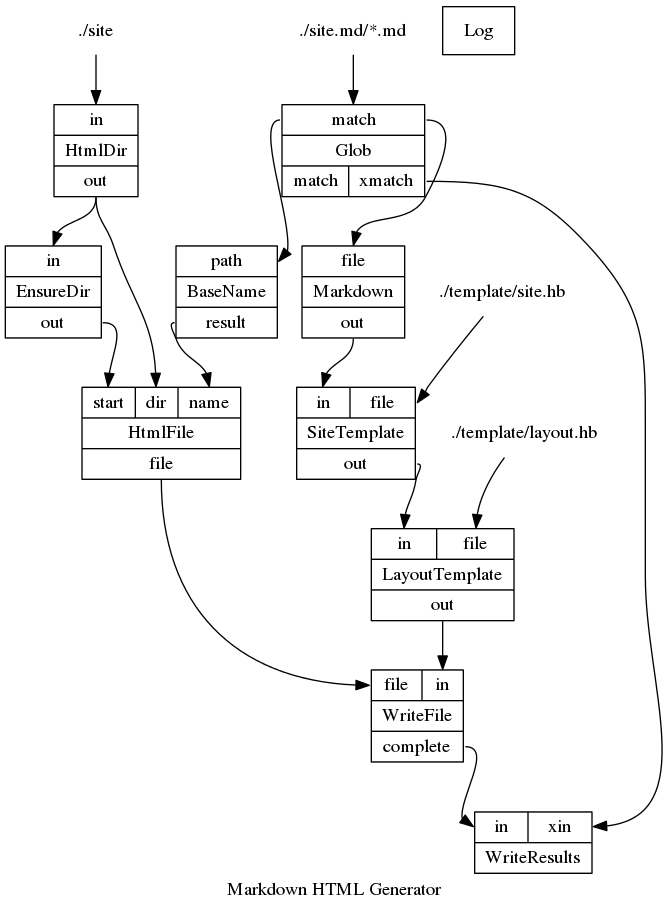 ./site
./site.md/*.md
Log
in
HtmlDir
out
match
Glob
match xmatch
in
EnsureDir
out
path
BaseName
result
file
Markdown
out
./template/site.hb
start dir name
HtmlFile
file
in file
SiteTemplate
out
./template/layout.hb
in file
LayoutTemplate
out
file in
WriteFile
complete
in xin
WriteResults
Markdown HTML Generator